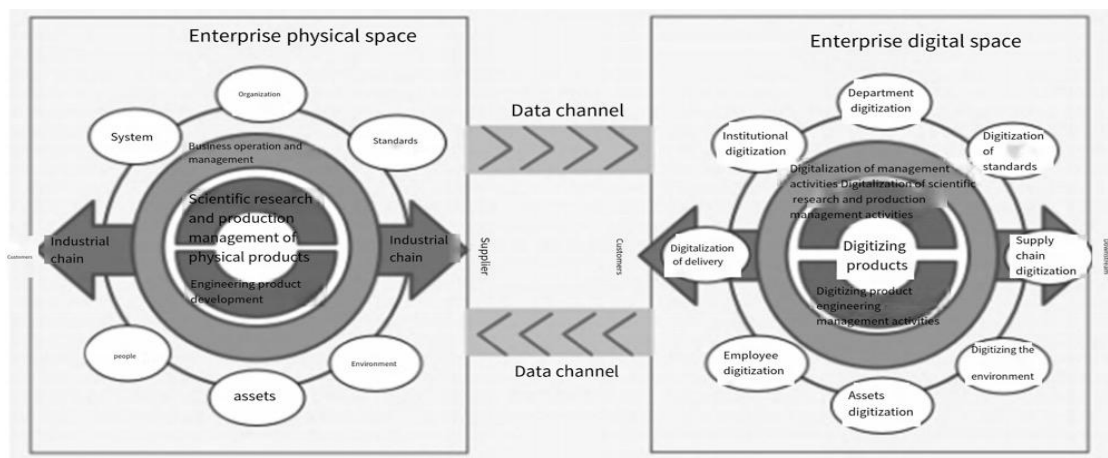 Enterprise physical space
Organization
System
Standards
Business operation and
management
Scientific research
and production
management of
physical products
Engineering product
development
Industrial
chain
Industrial
chain
Customers
Supplier
people
Environment
assets
Data channel
Data channel
Enterprise digital space
Department
digitization
Institutional
digitization
Digitization
of
standards
Digitalization of management
activities Digitalization of scientific
research and production
management activities
Customers
Digitalization
of delivery
Digitizing
products
Supply
chain
digitization
Digitizing product
engineering
management activities
Employee
digitization
Digitizing the
environment
Assets
digitization